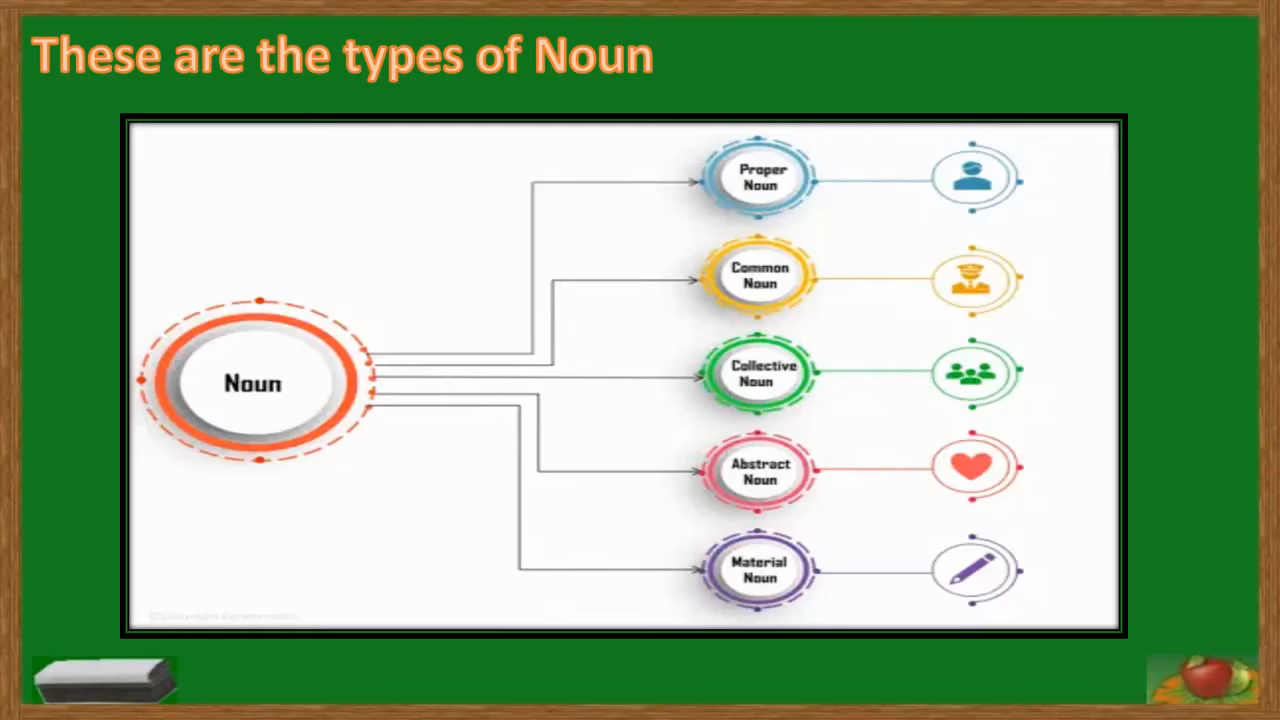 These are the types of Noun
Proper
Noun
Common
Noun
Collective
Noun
Noun
Abstract
Noun
Material
Noun